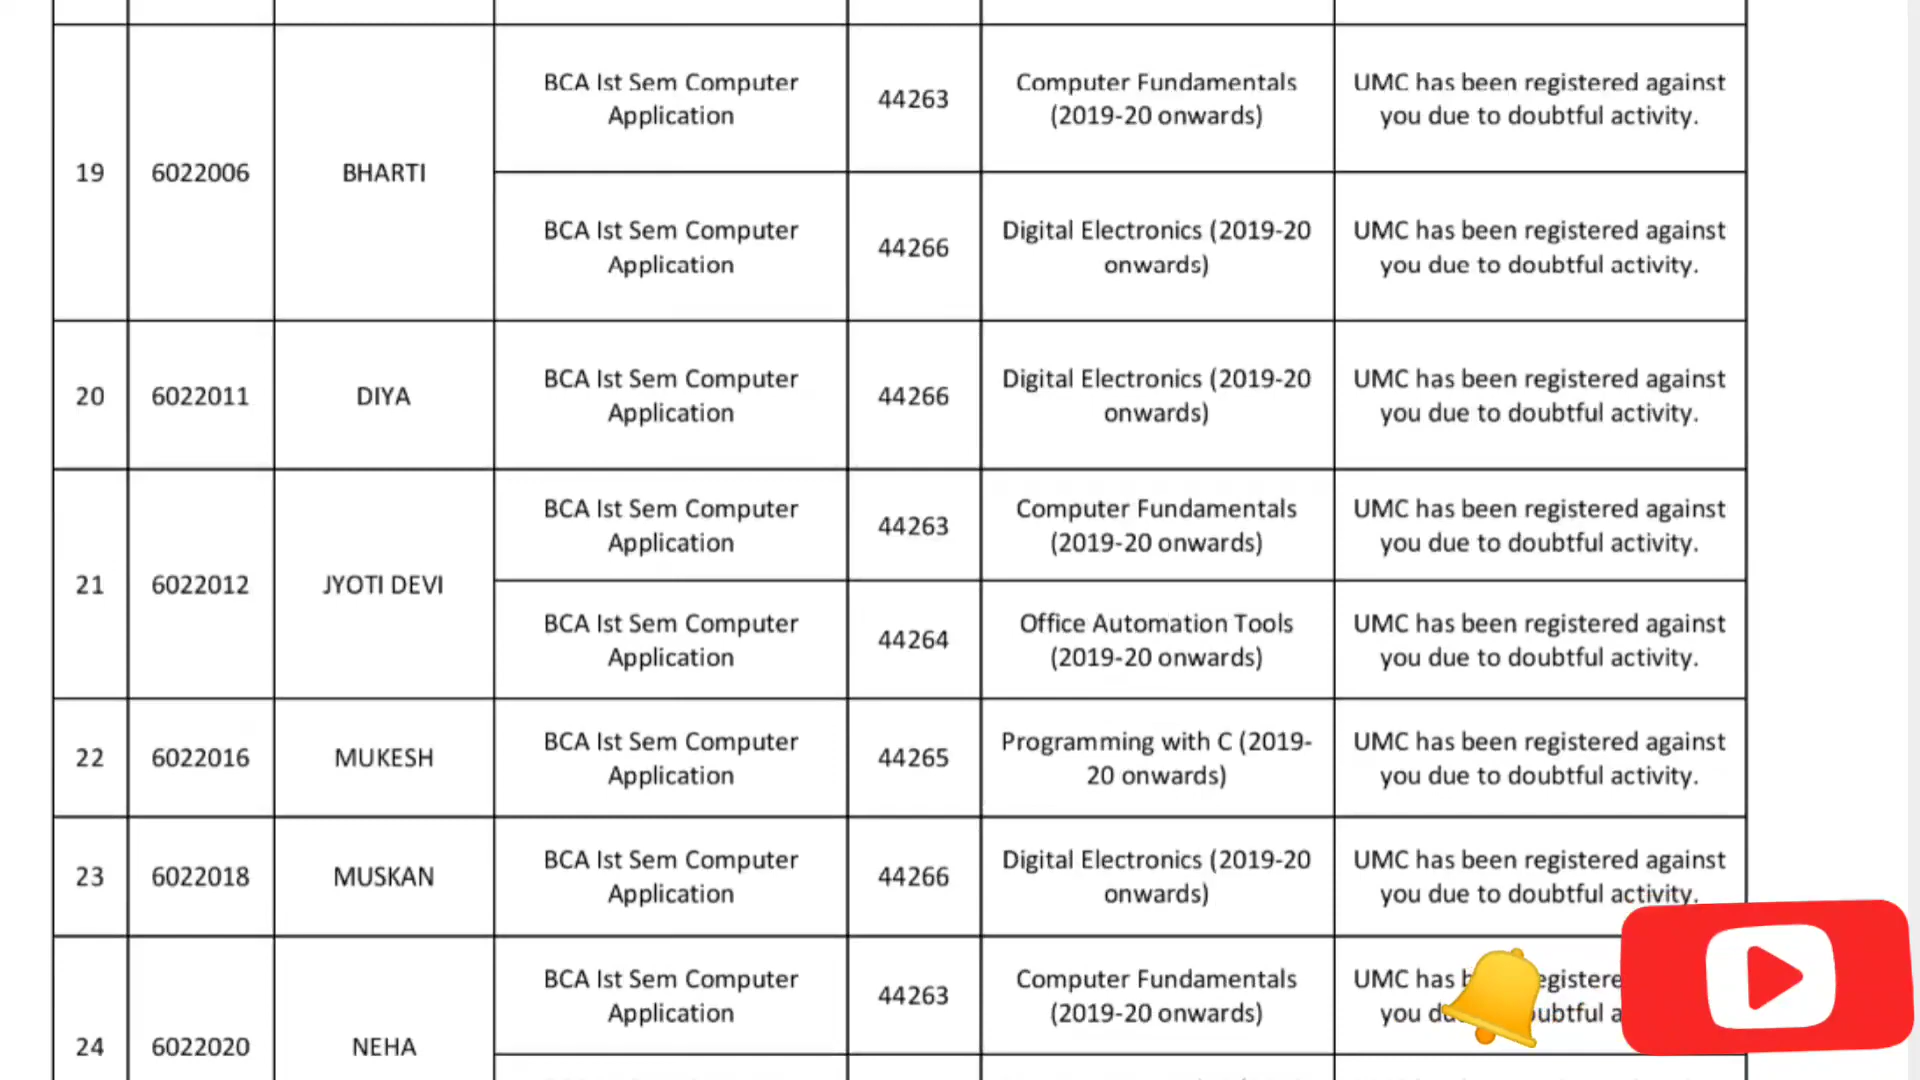 19
6022006
BHARTI
BCA Ist Sem Computer
Application
44263
Computer Fundamentals
(2019-20 onwards)
UMC has been registered against
you due to doubtful activity.
BCA Ist Sem Computer
Application
44266
Digital Electronics (2019-20
onwards)
UMC has been registered against
you due to doubtful activity.
20
6022011
DIYA
BCA Ist Sem Computer
Application
44266
Digital Electronics (2019-20
onwards)
UMC has been registered against
you due to doubtful activity.
21
6022012
JYOTI DEVI
BCA Ist Sem Computer
Application
44263
Computer Fundamentals
(2019-20 onwards)
UMC has been registered against
you due to doubtful activity.
BCA Ist Sem Computer
Application
44264
Office Automation Tools
(2019-20 onwards)
UMC has been registered against
you due to doubtful activity.
22
6022016
MUKESH
BCA Ist Sem Computer
Application
44265
Programming with C (2019-
20 onwards)
UMC has been registered against
you due to doubtful activity.
23
6022018
MUSKAN
BCA Ist Sem Computer
Application
44266
Digital Electronics (2019-20
onwards)
UMC has been registered against
you due to doubtful activity.
24
6022020
NEHA
BCA Ist Sem Computer
Application
44263
Computer Fundamentals
(2019-20 onwards)
UMC has
you